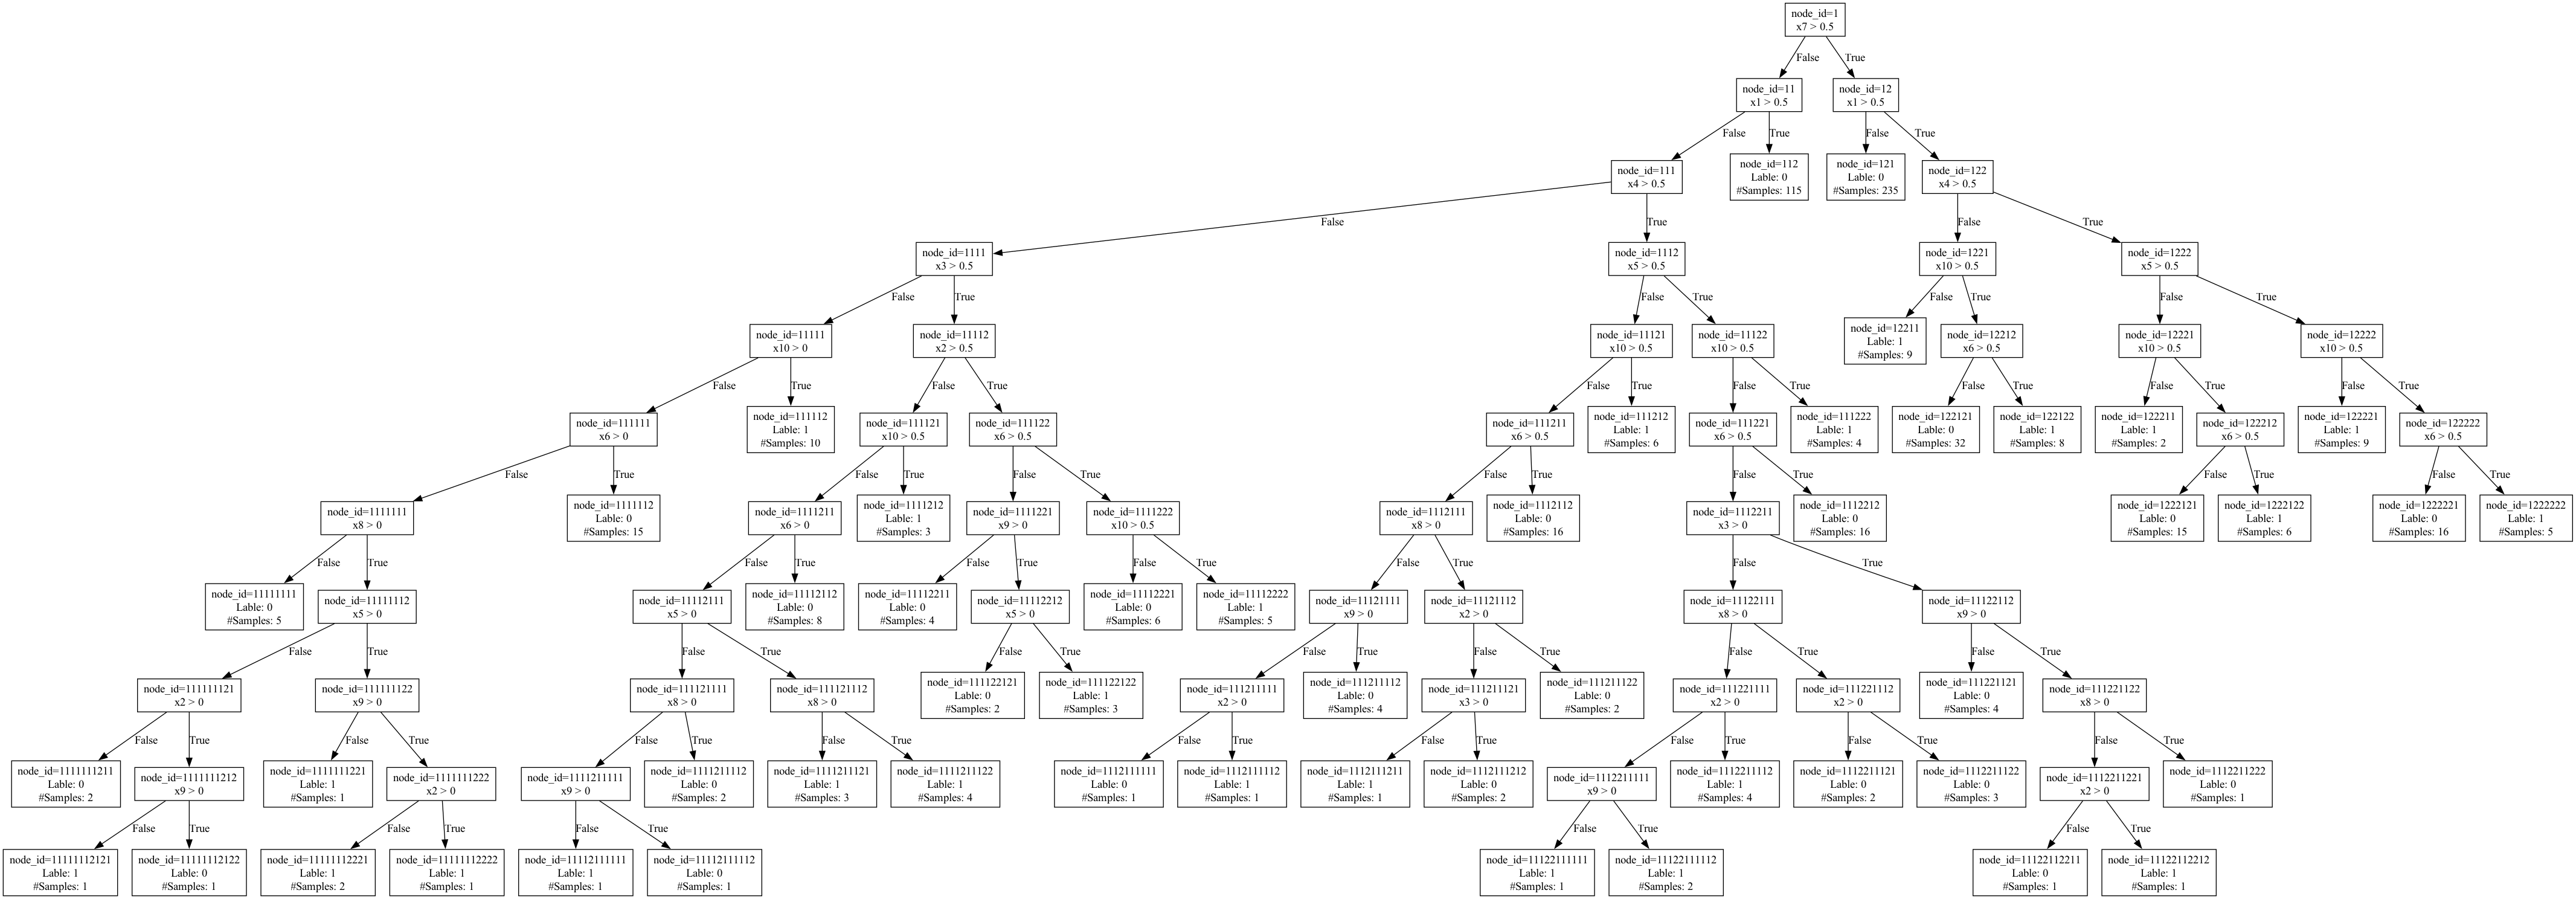 node_id=1
x7 > 0.5
False
True
node_id=11
x1 > 0.5
node_id=12
x1 > 0.5
False
True
False
True
node_id=111
x4 > 0.5
node_id=112
Lable: 0
#Samples: 115
node_id=121
Lable: 0
#Samples: 235
node_id=122
x4 > 0.5
False
True
False
True
node_id=1111
x3 > 0.5
node_id=1112
x5 > 0.5
node_id=1221
x10 > 0.5
node_id=1222
x5 > 0.5
False
True
False
True
False
True
False
True
node_id=11111
x10 > 0
node_id=11112
x2 > 0.5
node_id=11121
x10 > 0.5
node_id=11122
x10 > 0.5
node_id=12211
Lable: 1
#Samples: 9
node_id=12212
x6 > 0.5
node_id=12221
x10 > 0.5
node_id=12222
x10 > 0.5
False
True
False
True
False
True
False
True
False
True
False
True
False
True
node_id=111111
x6 > 0
node_id=111112
Lable: 1
#Samples: 10
node_id=111121
x10 > 0.5
node_id=111122
x6 > 0.5
node_id=111211
x6 > 0.5
node_id=111212
Lable: 1
#Samples: 6
node_id=111221
x6 > 0.5
node_id=111222
Lable: 1
#Samples: 4
node_id=122121
Lable: 0
#Samples: 32
node_id=122122
Lable: 1
#Samples: 8
node_id=122211
Lable: 1
#Samples: 2
node_id=122212
x6 > 0.5
node_id=122221
Lable: 1
#Samples: 9
node_id=122222
x6 > 0.5
False
True
False
True
False
True
False
True
False
True
False
True
False
True
node_id=1111111
x8 > 0
node_id=1111112
Lable: 0
#Samples: 15
node_id=1111211
x6 > 0
node_id=1111212
Lable: 1
#Samples: 3
node_id=1111221
x9 > 0
node_id=1111222
x10 > 0.5
node_id=1112111
x8 > 0
node_id=1112112
Lable: 0
#Samples: 16
node_id=1112211
x3 > 0
node_id=1112212
Lable: 0
#Samples: 16
node_id=1222121
Lable: 0
#Samples: 15
node_id=1222122
Lable: 1
#Samples: 6
node_id=1222221
Lable: 0
#Samples: 16
node_id=1222222
Lable: 1
#Samples: 5
False
True
False
True
False
True
False
True
False
True
False
True
node_id=11111111
Lable: 0
#Samples: 5
node_id=11111112
x5 > 0
node_id=11112111
x5 > 0
node_id=11112112
Lable: 0
#Samples: 8
node_id=11112211
Lable: 0
#Samples: 4
node_id=11112212
x5 > 0
node_id=11112221
Lable: 0
#Samples: 6
node_id=11112222
Lable: 1
#Samples: 5
node_id=11121111
x9 > 0
node_id=11121112
x2 > 0
node_id=11122111
x8 > 0
node_id=11122112
x9 > 0
False
True
False
True
False
True
False
True
False
True
False
True
False
True
node_id=111111121
x2 > 0
node_id=111111122
x9 > 0
node_id=111121111
x8 > 0
node_id=111121112
x8 > 0
node_id=111122121
Lable: 0
#Samples: 2
node_id=111122122
Lable: 1
#Samples: 3
node_id=111211111
x2 > 0
node_id=111211112
Lable: 0
#Samples: 4
node_id=111211121
x3 > 0
node_id=111211122
Lable: 0
#Samples: 2
node_id=111221111
x2 > 0
node_id=111221112
x2 > 0
node_id=111221121
Lable: 0
#Samples: 4
node_id=111221122
x8 > 0
False
True
False
True
False
True
False
True
False
True
False
True
False
True
False
True
False
True
node_id=1111111211
Lable: 0
#Samples: 2
node_id=1111111212
x9 > 0
node_id=1111111221
Lable: 1
#Samples: 1
node_id=1111111222
x2 > 0
node_id=1111211111
x9 > 0
node_id=1111211112
Lable: 0
#Samples: 2
node_id=1111211121
Lable: 1
#Samples: 3
node_id=1111211122
Lable: 1
#Samples: 4
node_id=1112111111
Lable: 0
#Samples: 1
node_id=1112111112
Lable: 1
#Samples: 1
node_id=1112111211
Lable: 1
#Samples: 1
node_id=1112111212
Lable: 0
#Samples: 2
node_id=1112211111
x9 > 0
node_id=1112211112
Lable: 1
#Samples: 4
node_id=1112211121
Lable: 0
#Samples: 2
node_id=1112211122
Lable: 0
#Samples: 3
node_id=1112211221
x2 > 0
node_id=1112211222
Lable: 0
#Samples: 1
False
True
False
True
False
True
False
True
False
True
node_id=11111112121
Lable: 1
#Samples: 1
node_id=11111112122
Lable: 0
#Samples: 1
node_id=11111112221
Lable: 1
#Samples: 2
node_id=11111112222
Lable: 1
#Samples: 1
node_id=11112111111
Lable: 1
#Samples: 1
node_id=11112111112
Lable: 0
#Samples: 1
node_id=11122111111
Lable: 1
#Samples: 1
node_id=11122111112
Lable: 1
#Samples: 2
node_id=11122112211
Lable: 0
#Samples: 1
node_id=11122112212
Lable: 1
#Samples: 1